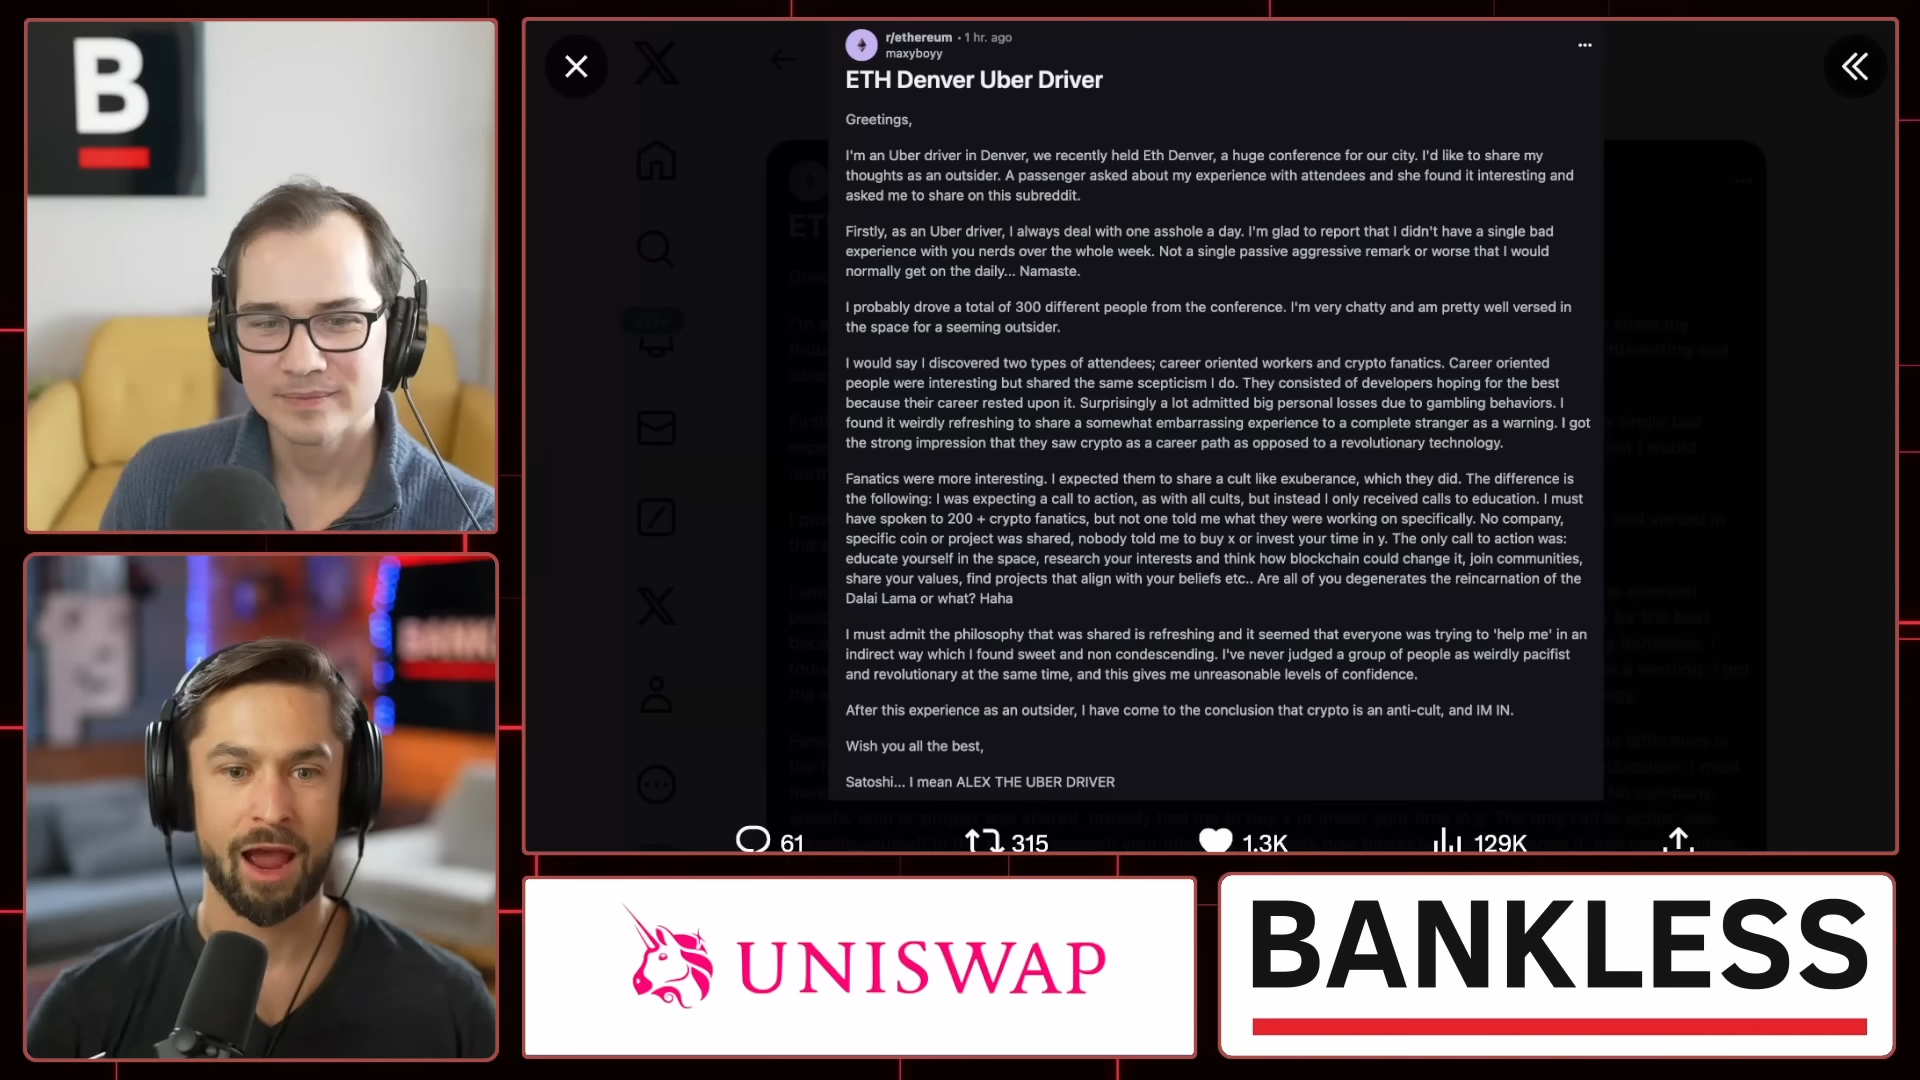 B
r/ethereum · 1 hr. ago
maxyboyy
ETH Denver Uber Driver
Greetings,
I'm an Uber driver in Denver, we recently held Eth Denver, a huge conference for our city. I'd like to share my
thoughts as an outsider. A passenger asked about my experience with attendees and she found it interesting and
asked me to share on this subreddit.
Firstly, as an Uber driver, I always deal with one asshole a day. I'm glad to report that I didn't have a single bad
experience with you nerds over the whole week. Not a single passive aggressive remark or worse that I would
normally get on the daily... Namaste.
I probably drove a total of 300 different people from the conference. I'm very chatty and am pretty well versed in
the space for a seeming outsider.
I would say I discovered two types of attendees; career oriented workers and crypto fanatics. Career oriented
people were interesting but shared the same scepticism I do. They consisted of developers hoping for the best
because their career rested upon it. Surprisingly a lot admitted big personal losses due to gambling behaviors. I
found it weirdly refreshing to share a somewhat embarrassing experience to a complete stranger as a warning. I got
the strong impression that they saw crypto as a career path as opposed to a revolutionary technology.
Fanatics were more interesting. I expected them to share a cult like exuberance, which they did. The difference is
the following: I was expecting a call to action, as with all cults, but instead I only received calls to education. I must
have spoken to 200 + crypto fanatics, but not one told me what they were working on specifically. No company,
specific coin or project was shared, nobody told me to buy x or invest your time in y. The only call to action was:
educate yourself in the space, research your interests and think how blockchain could change it, join communities,
share your values, find projects that align with your beliefs etc.. Are all of you degenerates the reincarnation of the
Dalai Lama or what? Haha
I must admit the philosophy that was shared is refreshing and it seemed that everyone was trying to 'help me' in an
indirect way which I found sweet and non condescending. I've never judged a group of people as weirdly pacifist
and revolutionary at the same time, and this gives me unreasonable levels of confidence.
After this experience as an outsider, I have come to the conclusion that crypto is an anti-cult, and IM IN.
Wish you all the best,
Satoshi... I mean ALEX THE UBER DRIVER
61 315 1.3K 129K
UNISWAP
BANKLESS